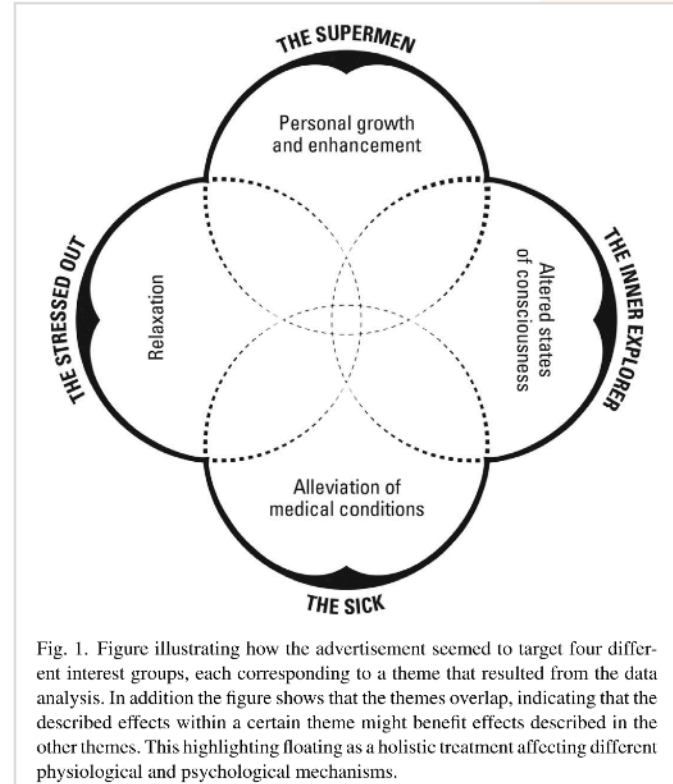 THE SUPERMEN
Personal growth
and enhancement
THE STRESSED OUT
Relaxation
Altered states
of consciousness
THE INNER EXPLORER
Alleviation of
medical conditions
THE SICK
Fig. 1. Figure illustrating how the advertisement seemed to target four differ-
ent interest groups, each corresponding to a theme that resulted from the data
analysis. In addition the figure shows that the themes overlap, indicating that the
described effects within a certain theme might benefit effects described in the
other themes. This highlighting floating as a holistic treatment affecting different
physiological and psychological mechanisms.